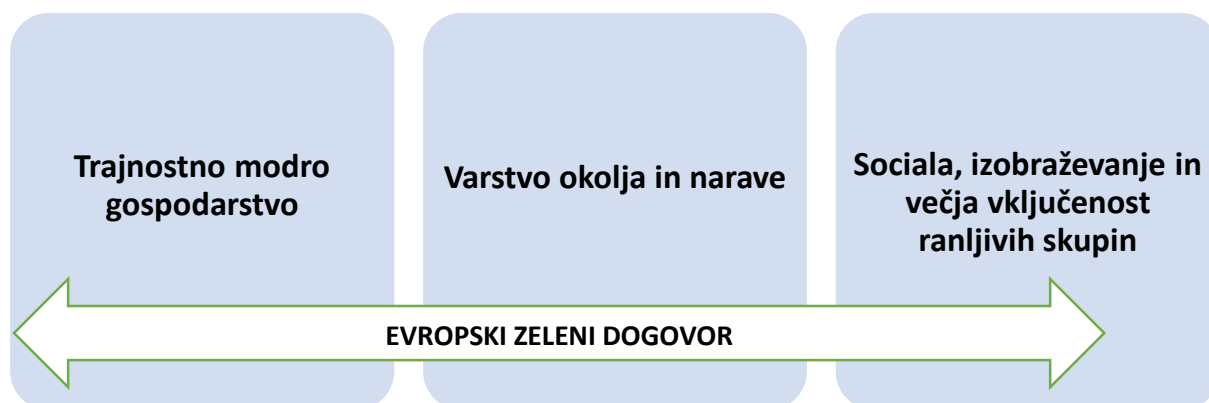 Trajnostno modro
gospodarstvo
Varstvo okolja in narave
Sociala, izobraževanje in
večja vključenost
ranljivih skupin
EVROPSKI ZELENI DOGOVOR